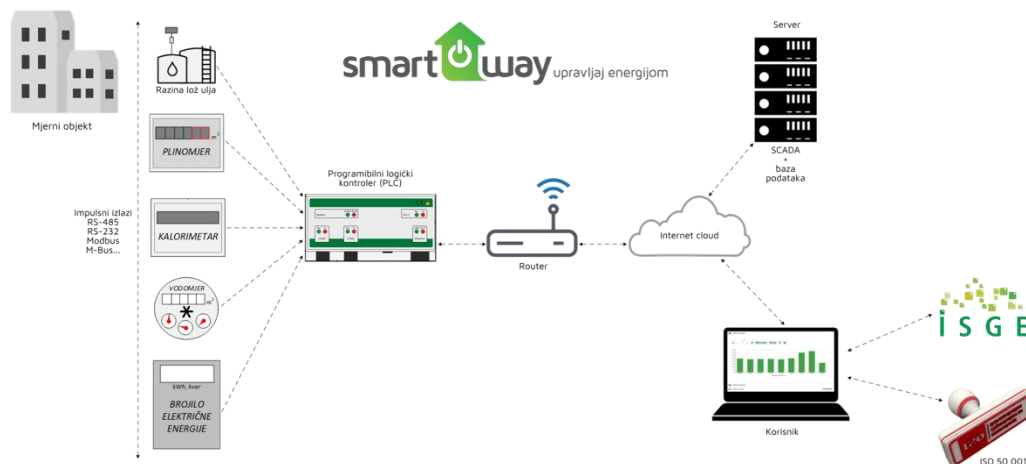 smart way upravljaj energijom
Mjerni objekt
Impulsni izlazi
RS-485
RS-232
Modbus
M-Bus...
Razina lož ulja
m³
PLINOMJER
KALORIMETAR
VODOMJER
m³
kWh, kvar
BROJILO
ELEKTRIČNE
ENERGIJE
Programibilni logički
kontroler (PLC)
Router
Internet cloud
Server
SCADA
+
baza
podataka
Korisnik
iSGE
ISO 50 001